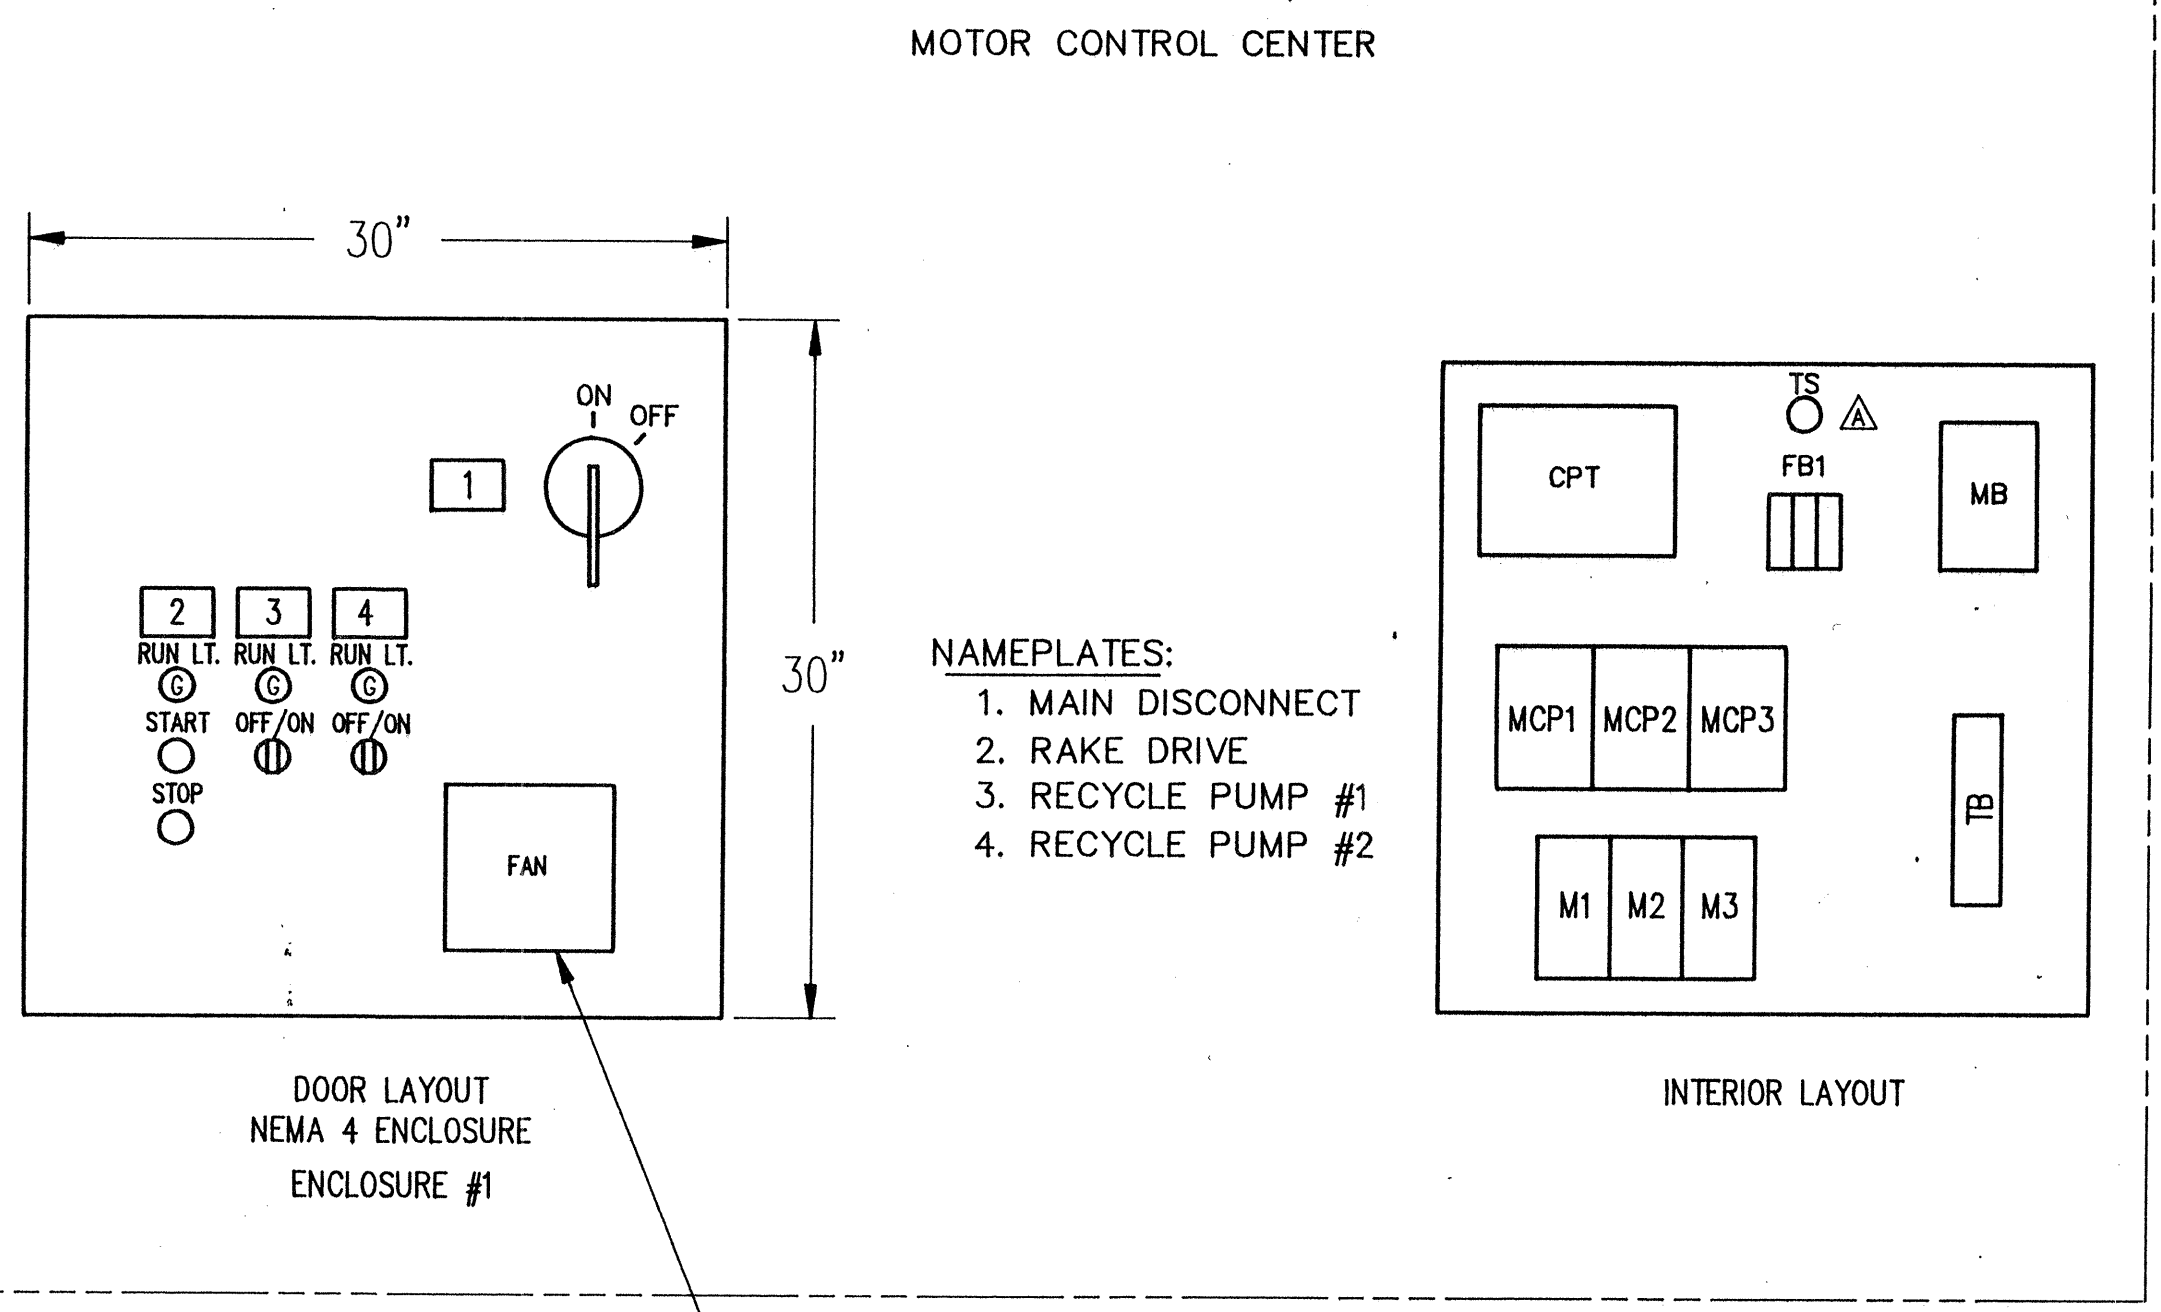 MOTOR CONTROL CENTER
30"
ON
OFF
1
2 3 4
RUN LT. RUN LT. RUN LT.
G G G
START OFF/ON OFF/ON
STOP
FAN
30"
DOOR LAYOUT
NEMA 4 ENCLOSURE
ENCLOSURE #1
NAMEPLATES:
1. MAIN DISCONNECT
2. RAKE DRIVE
3. RECYCLE PUMP #1
4. RECYCLE PUMP #2
TS
A
CPT
FB1
MB
MCP1 MCP2 MCP3
TB
M1 M2 M3
INTERIOR LAYOUT